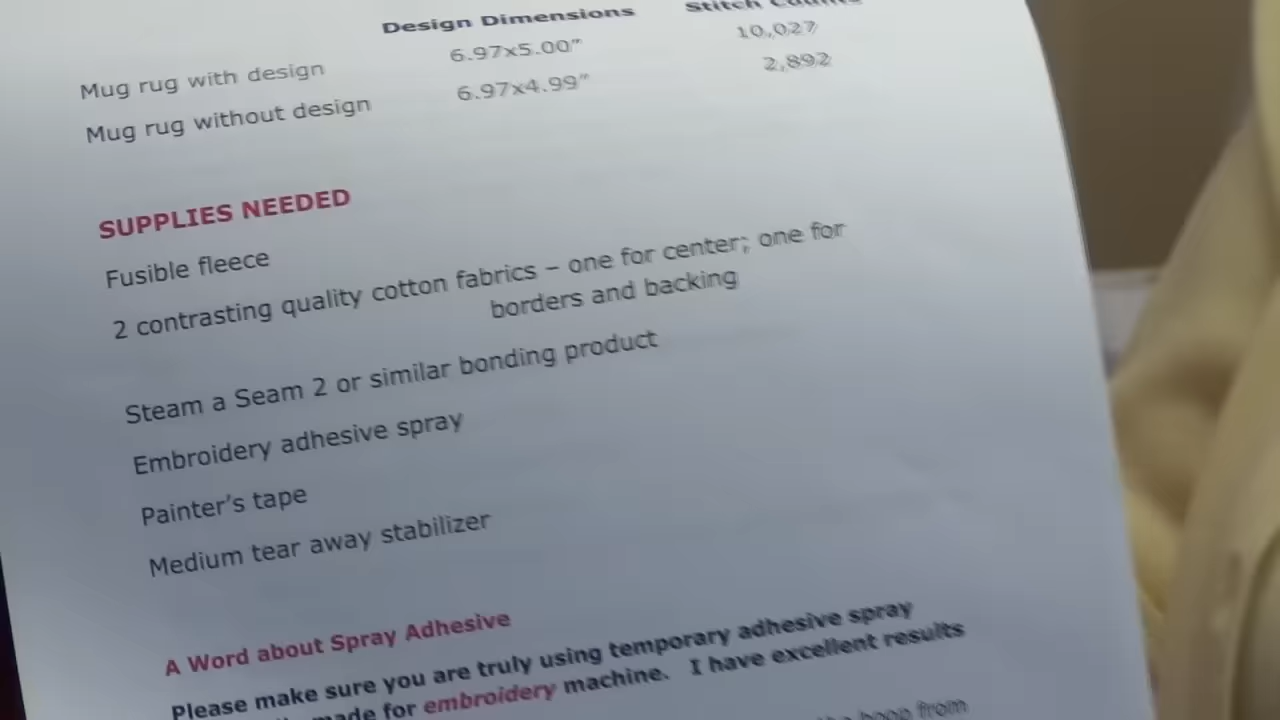 Design Dimensions Stitch
Mug rug with design 6.97x5.00" 10,027
Mug rug without design 6.97x4.99" 2,892
SUPPLIES NEEDED
Fusible fleece
2 contrasting quality cotton fabrics – one for center; one for
borders and backing
Steam a Seam 2 or similar bonding product
Embroidery adhesive spray
Painter's tape
Medium tear away stabilizer
A Word about Spray Adhesive
Please make sure you are truly using temporary adhesive spray
made for embroidery machine. I have excellent results
hoop from